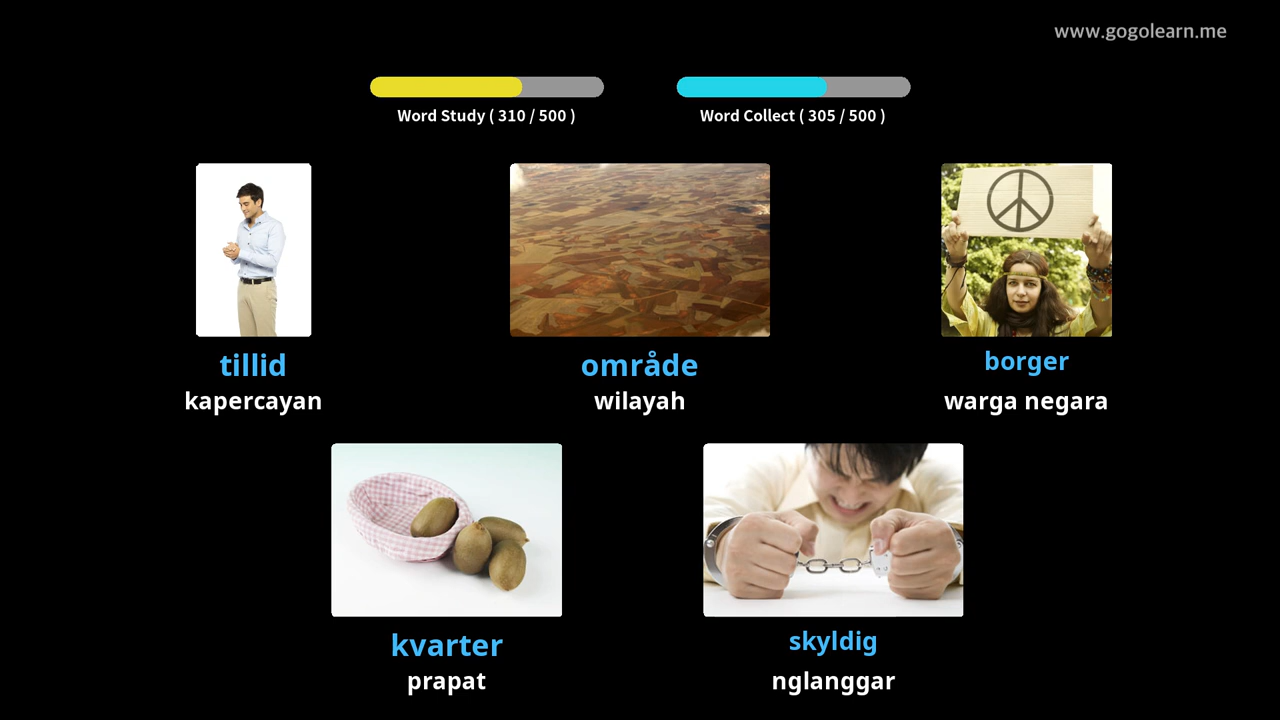 www.gogolearn.me
Word Study ( 310 / 500 )
Word Collect ( 305 / 500 )
tillid
kapercayan
område
wilayah
borger
warga negara
kvarter
prapat
skyldig
nglanggar